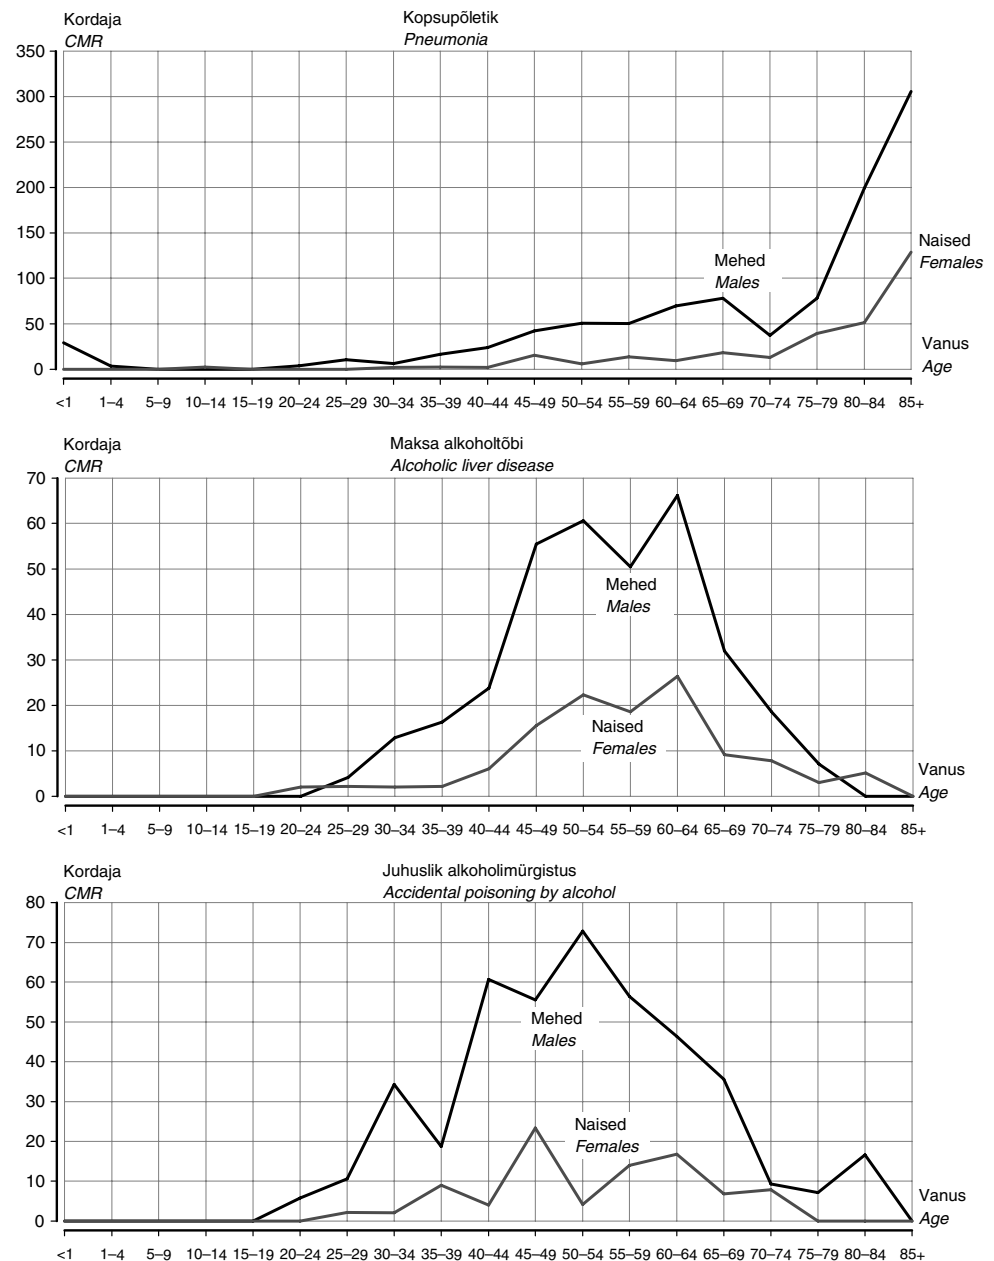 Kordaja
CMR
Kopsupõletik
Pneumonia
350
300
250
200
150
100
50
0
Mehed
Males
Naised
Females
Vanus
Age
<1 1–4 5–9 10–14 15–19 20–24 25–29 30–34 35–39 40–44 45–49 50–54 55–59 60–64 65–69 70–74 75–79 80–84 85+
Kordaja
CMR
Maksa alkoholtõbi
Alcoholic liver disease
70
60
50
40
30
20
10
0
Mehed
Males
Naised
Females
Vanus
Age
<1 1–4 5–9 10–14 15–19 20–24 25–29 30–34 35–39 40–44 45–49 50–54 55–59 60–64 65–69 70–74 75–79 80–84 85+
Kordaja
CMR
Juhuslik alkoholimürgistus
Accidental poisoning by alcohol
80
70
60
50
40
30
20
10
0
Mehed
Males
Naised
Females
Vanus
Age
<1 1–4 5–9 10–14 15–19 20–24 25–29 30–34 35–39 40–44 45–49 50–54 55–59 60–64 65–69 70–74 75–79 80–84 85+